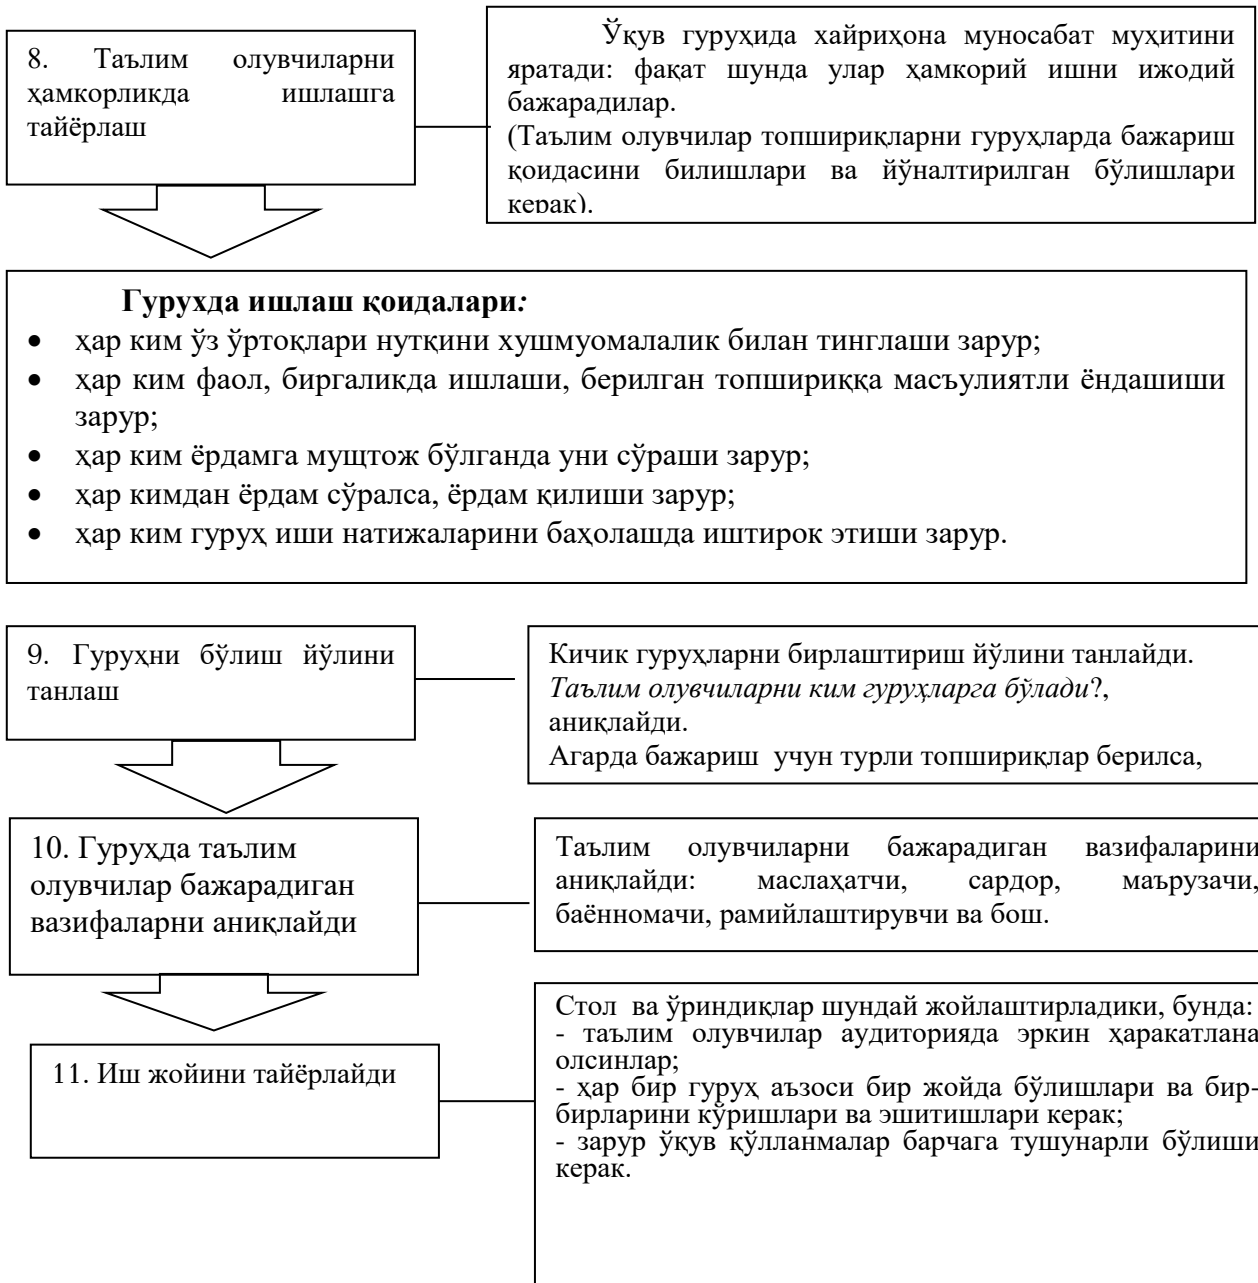 8. Таълим олувчиларни
ҳамкорликда ишлашга
тайёрлаш
Ўқув гуруҳида хайриҳона муносабат муҳитини
яратади: фақат шунда улар ҳамкорий ишни ижодий
бажарадилар.
(Таълим олувчилар топшириқларни гуруҳларда бажариш
қоидасини билишлари ва йўналтирилган бўлишлари
керак).
Гурухда ишлаш қоидалари:
• ҳар ким ўз ўртоқлари нутқини хушмуомалалик билан тинглаши зарур;
• ҳар ким фаол, биргаликда ишлаши, берилган топшириққа масъулиятли ёндашиши
зарур;
• ҳар ким ёрдамга мущтож бўлганда уни сўраши зарур;
• ҳар кимдан ёрдам сўралса, ёрдам қилиши зарур;
• ҳар ким гуруҳ иши натижаларини баҳолашда иштирок этиши зарур.
9. Гуруҳни бўлиш йўлини
танлаш
Кичик гуруҳларни бирлаштириш йўлини танлайди.
Таълим олувчиларни ким гуруҳларга бўлади?,
аниқлайди.
Агарда бажариш учун турли топшириқлар берилса,
10. Гуруҳда таълим
олувчилар бажарадиган
вазифаларни аниқлайди
Таълим олувчиларни бажарадиган вазифаларини
аниқлайди: маслаҳатчи, сардор, маърузачи,
баённомачи, рамийлаштирувчи ва бош.
11. Иш жойини тайёрлайди
Стол ва ўриндиқлар шундай жойлаштирладики, бунда:
- таълим олувчилар аудиторияда эркин ҳаракатлана
олсинлар;
- ҳар бир гуруҳ аъзоси бир жойда бўлишлари ва бир-
бирларини кўришлари ва эшитишлари керак;
- зарур ўқув қўлланмалар барчага тушунарли бўлиши
керак.